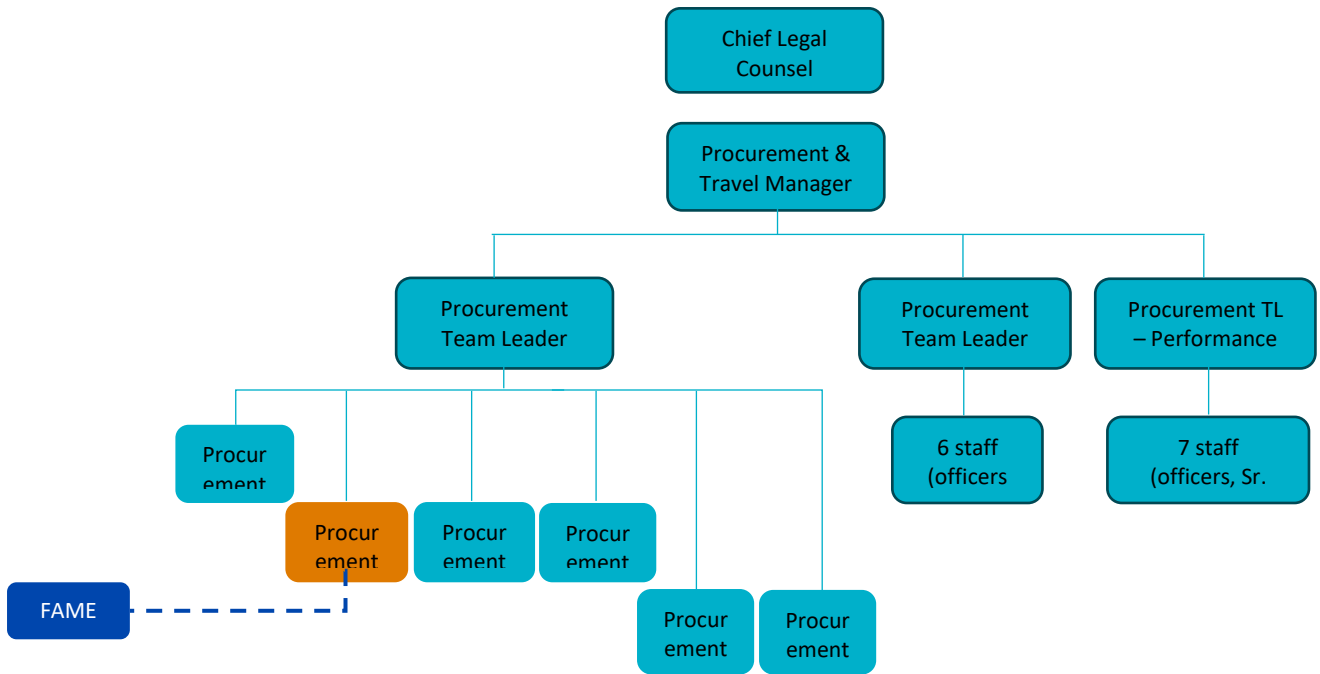 Chief Legal
Counsel
Procurement &
Travel Manager
Procurement
Team Leader
Procurement
Team Leader
Procurement TL
– Performance
6 staff
(officers
7 staff
(officers, Sr.
Procur
ement
Procur
ement
Procur
ement
Procur
ement
FAME
Procur
ement
Procur
ement